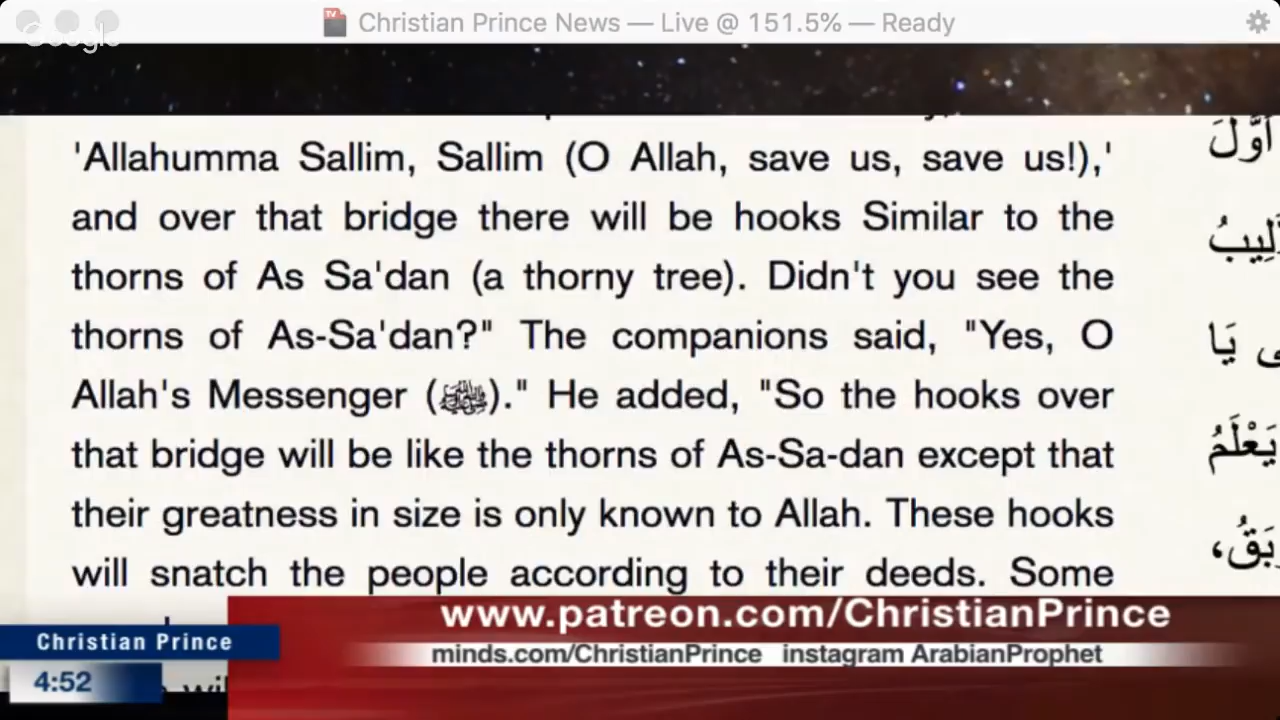 Christian Prince News — Live @ 151.5% — Ready
Google
'Allahumma Sallim, Sallim (O Allah, save us, save us!),'
and over that bridge there will be hooks Similar to the
thorns of As Sa'dan (a thorny tree). Didn't you see the
thorns of As-Sa'dan?" The companions said, "Yes, O
Allah's Messenger (ﷺ)." He added, "So the hooks over
that bridge will be like the thorns of As-Sa-dan except that
their greatness in size is only known to Allah. These hooks
will snatch the people according to their deeds. Some
أَوَّلَ
يَا
يَعْلَمُ
www.patreon.com/ChristianPrince
Christian Prince
minds.com/ChristianPrince instagram ArabianProphet
4:52